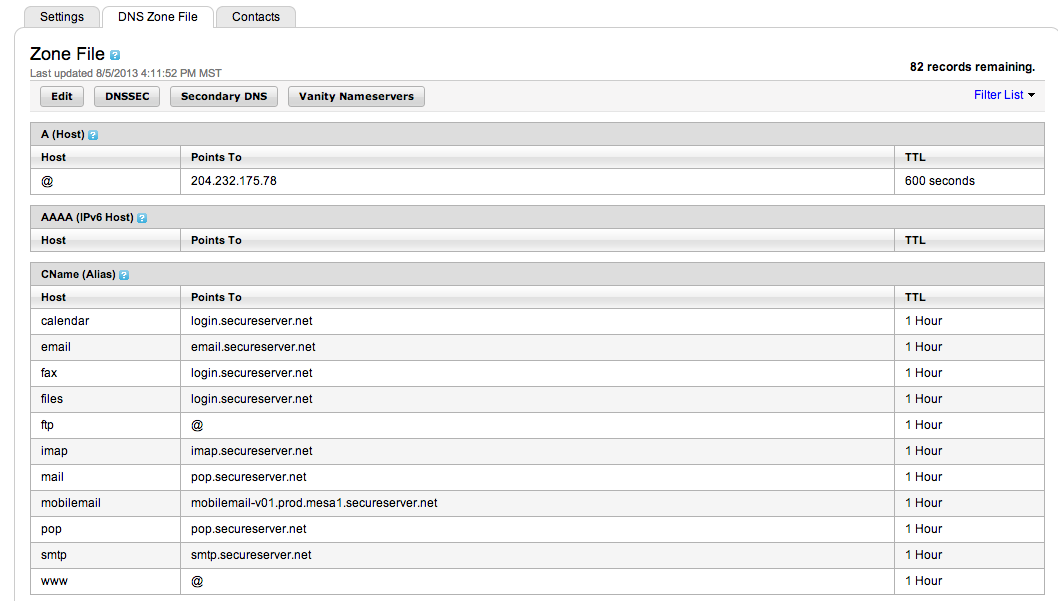 Settings DNS Zone File Contacts
Zone File ?
Last updated 8/5/2013 4:11:52 PM MST
82 records remaining.
Edit DNSSEC Secondary DNS Vanity Nameservers Filter List
A (Host) ?
Host Points To TTL
@ 204.232.175.78 600 seconds
AAAA (IPv6 Host) ?
Host Points To TTL
CName (Alias) ?
Host Points To TTL
calendar login.secureserver.net 1 Hour
email email.secureserver.net 1 Hour
fax login.secureserver.net 1 Hour
files login.secureserver.net 1 Hour
ftp @ 1 Hour
imap imap.secureserver.net 1 Hour
mail pop.secureserver.net 1 Hour
mobilemail mobilemail-v01.prod.mesa1.secureserver.net 1 Hour
pop pop.secureserver.net 1 Hour
smtp smtp.secureserver.net 1 Hour
www @ 1 Hour